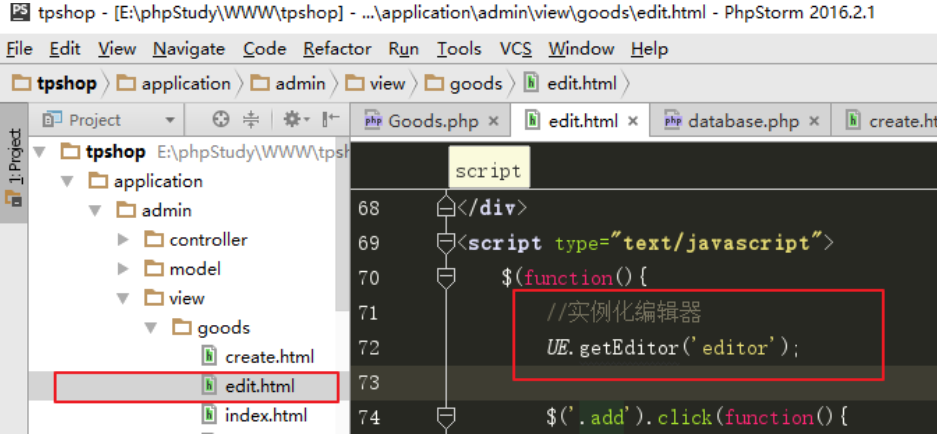 tpshop - [E:\phpStudy\WWW\tpshop] - ...\application\admin\view\goods\edit.html - PhpStorm 2016.2.1
File Edit View Navigate Code Refactor Run Tools VCS Window Help
tpshop application admin view goods edit.html
Project Goods.php edit.html database.php create.ht
1: Project
tpshop E:\phpStudy\WWW\tpsh
application
admin
controller
model
view
goods
create.html
edit.html
index.html
script
68 </div>
69 <script type="text/javascript">
70 $(function(){
71 //实例化编辑器
72 UE.getEditor('editor');
73
74 $('.add').click(function(){